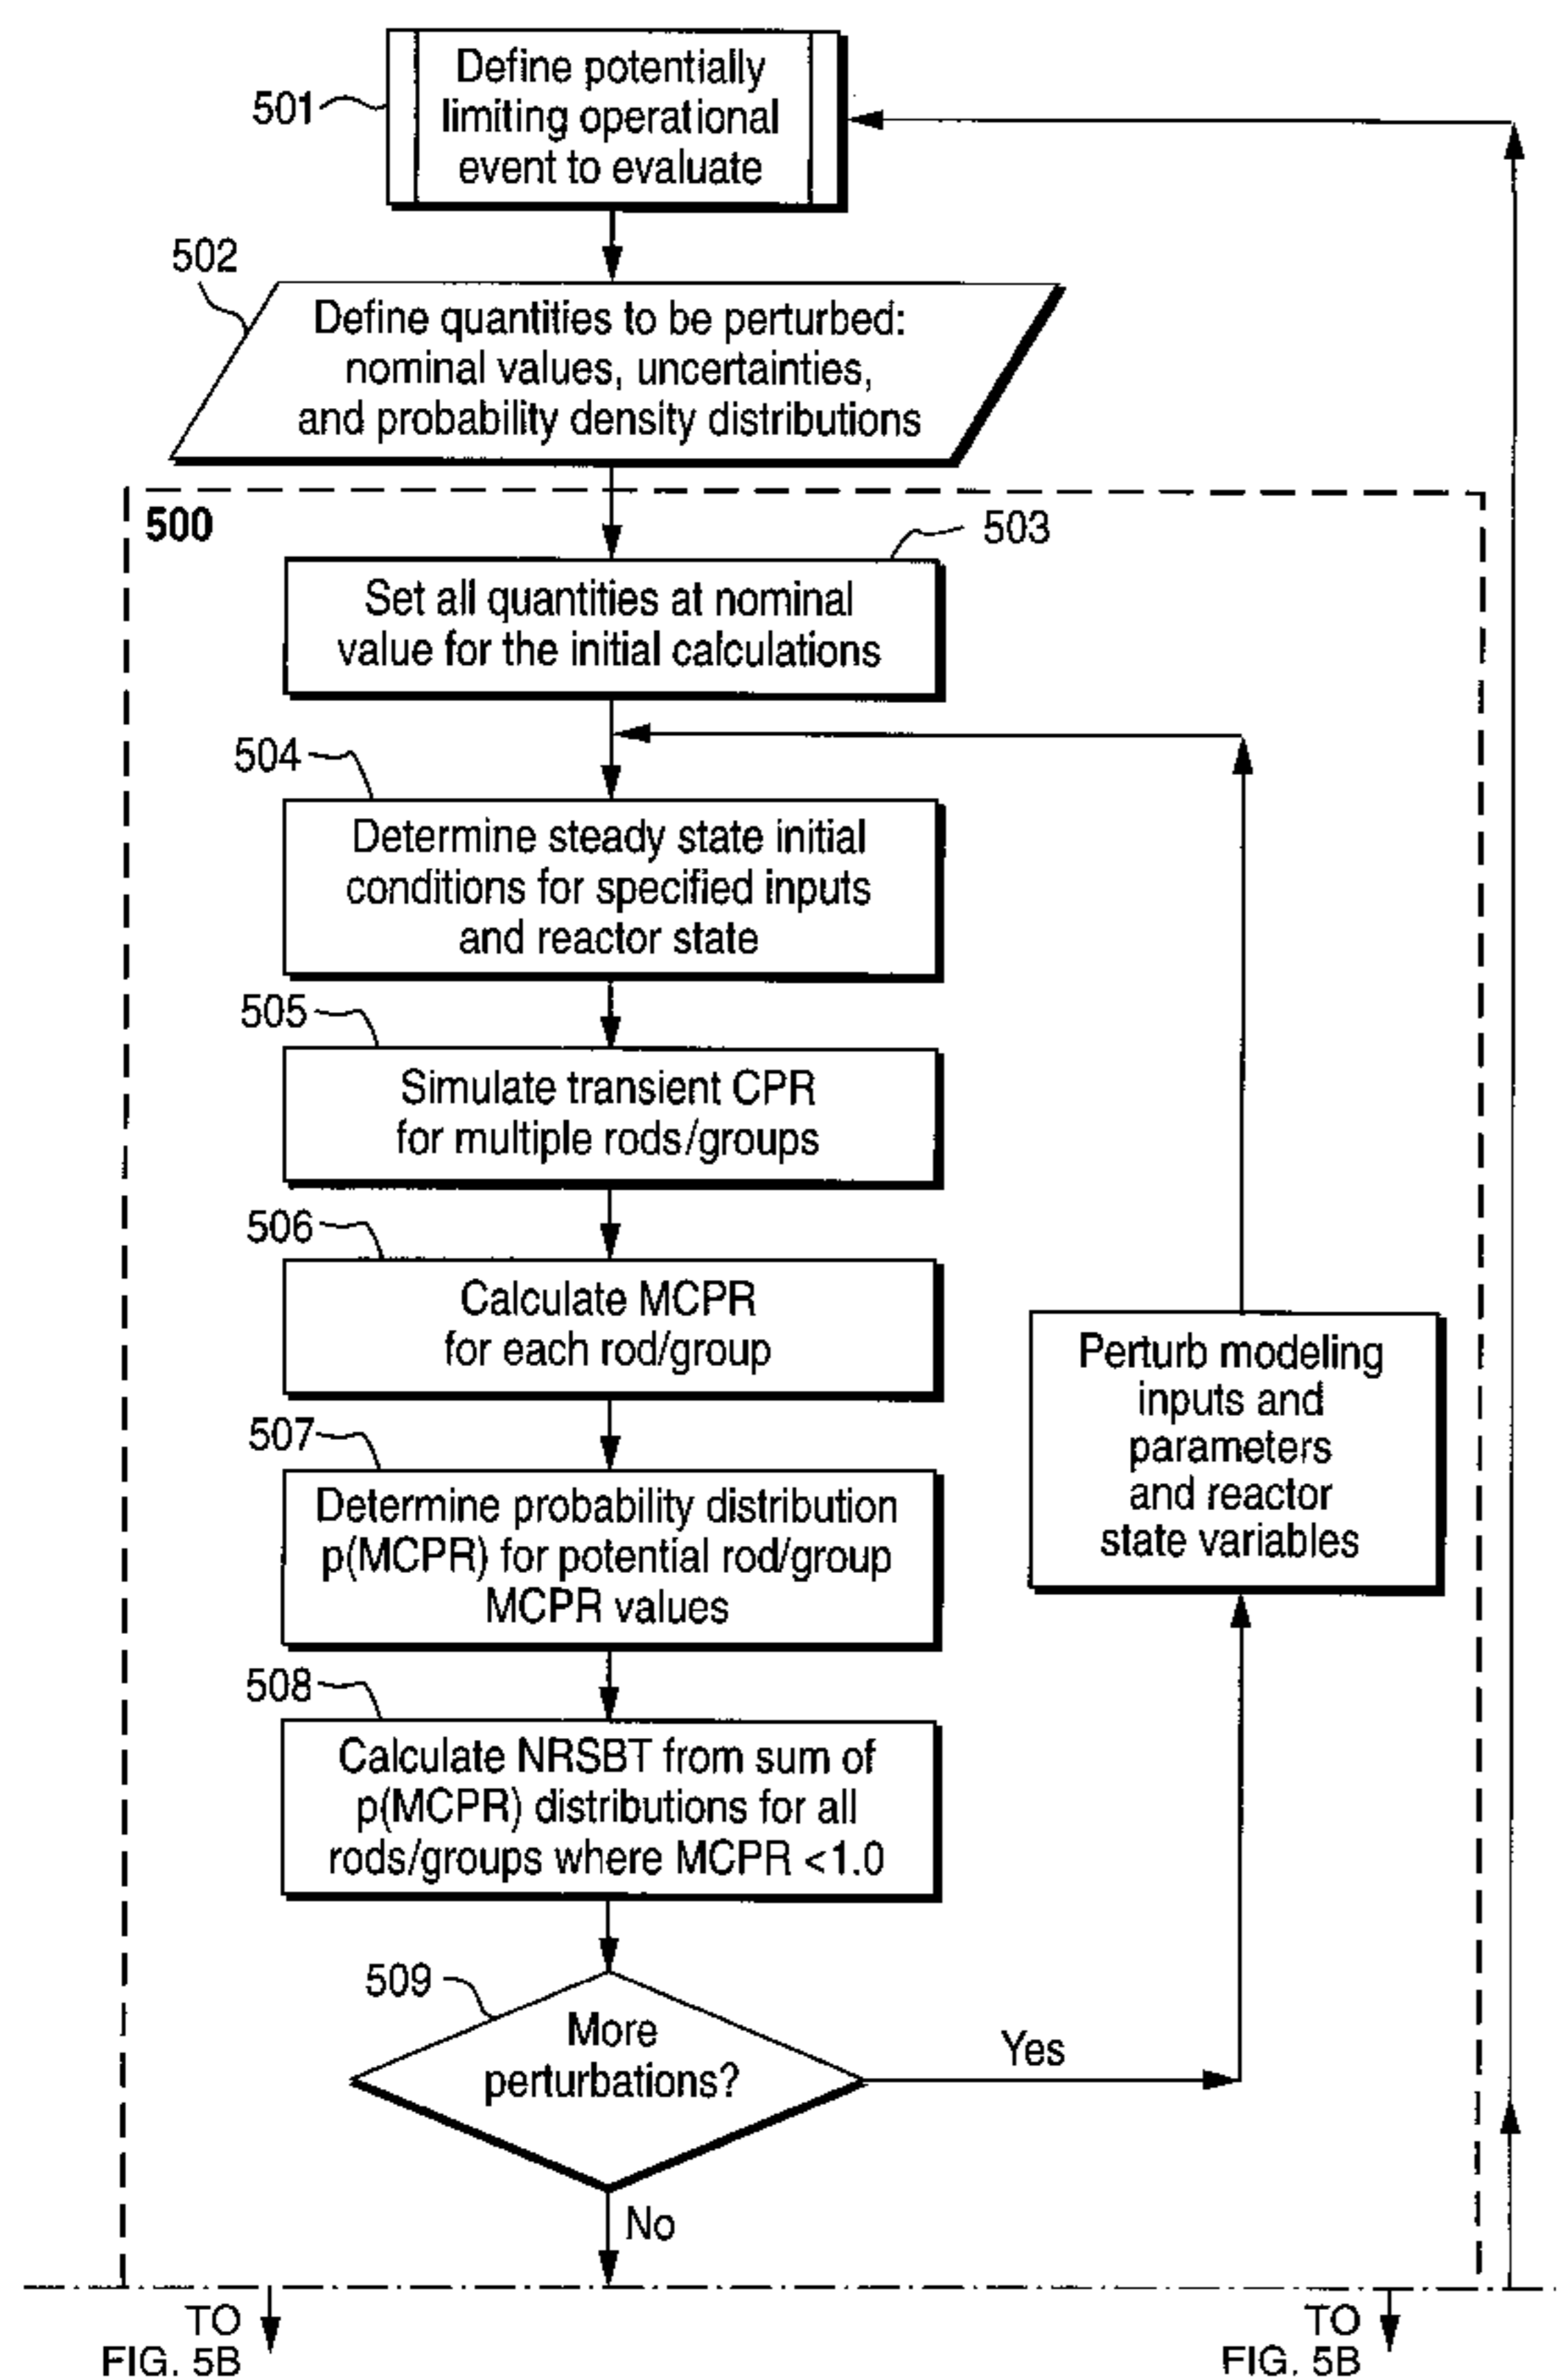 501
Define potentially
limiting operational
event to evaluate
502
Define quantities to be perturbed:
nominal values, uncertainties,
and probability density distributions
500
503
Set all quantities at nominal
value for the initial calculations
504
Determine steady state initial
conditions for specified inputs
and reactor state
505
Simulate transient CPR
for multiple rods/groups
506
Calculate MCPR
for each rod/group
Perturb modeling
inputs and
parameters
and reactor
state variables
507
Determine probability distribution
p(MCPR) for potential rod/group
MCPR values
508
Calculate NRSBT from sum of
p(MCPR) distributions for all
rods/groups where MCPR <1.0
509
More
perturbations?
Yes
No
TO
FIG. 5B
TO
FIG. 5B